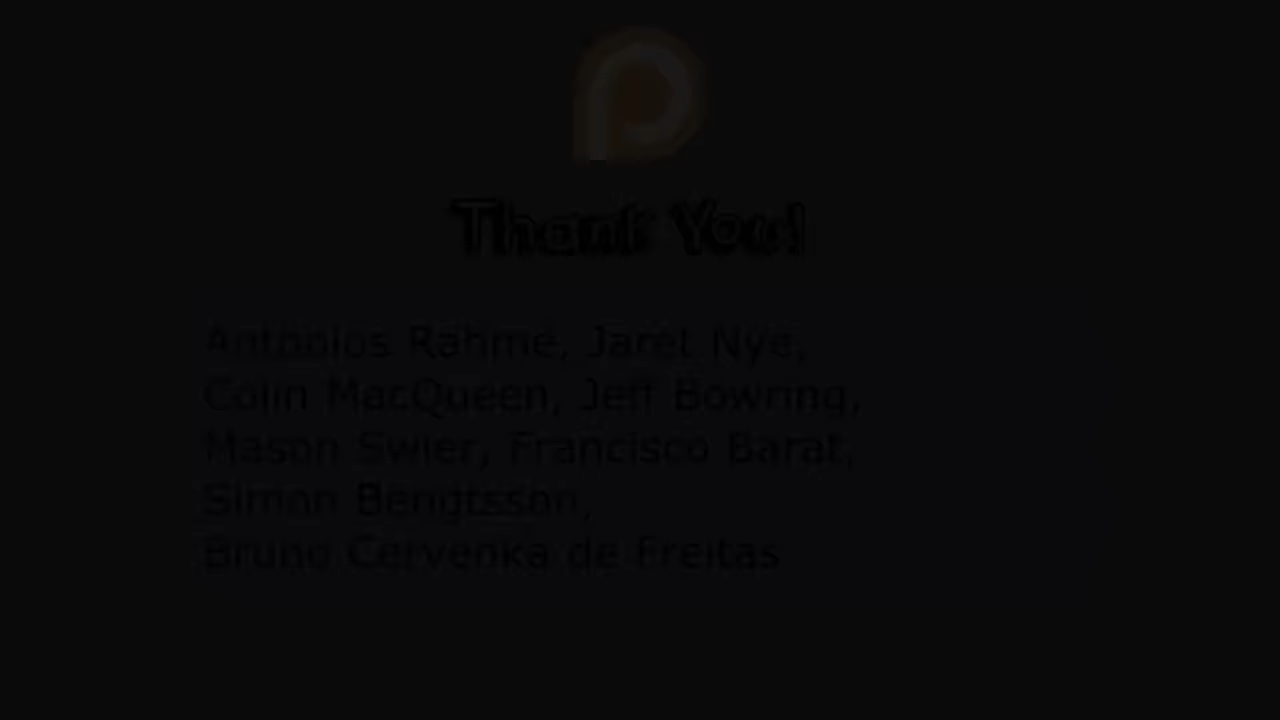 Thank You!
Antonios Rahme, Jaret Nye,
Colin MacQueen, Jeff Bowring,
Mason Swier, Francisco Barat,
Simon Bengtsson,
Bruno Cervenka de Freitas